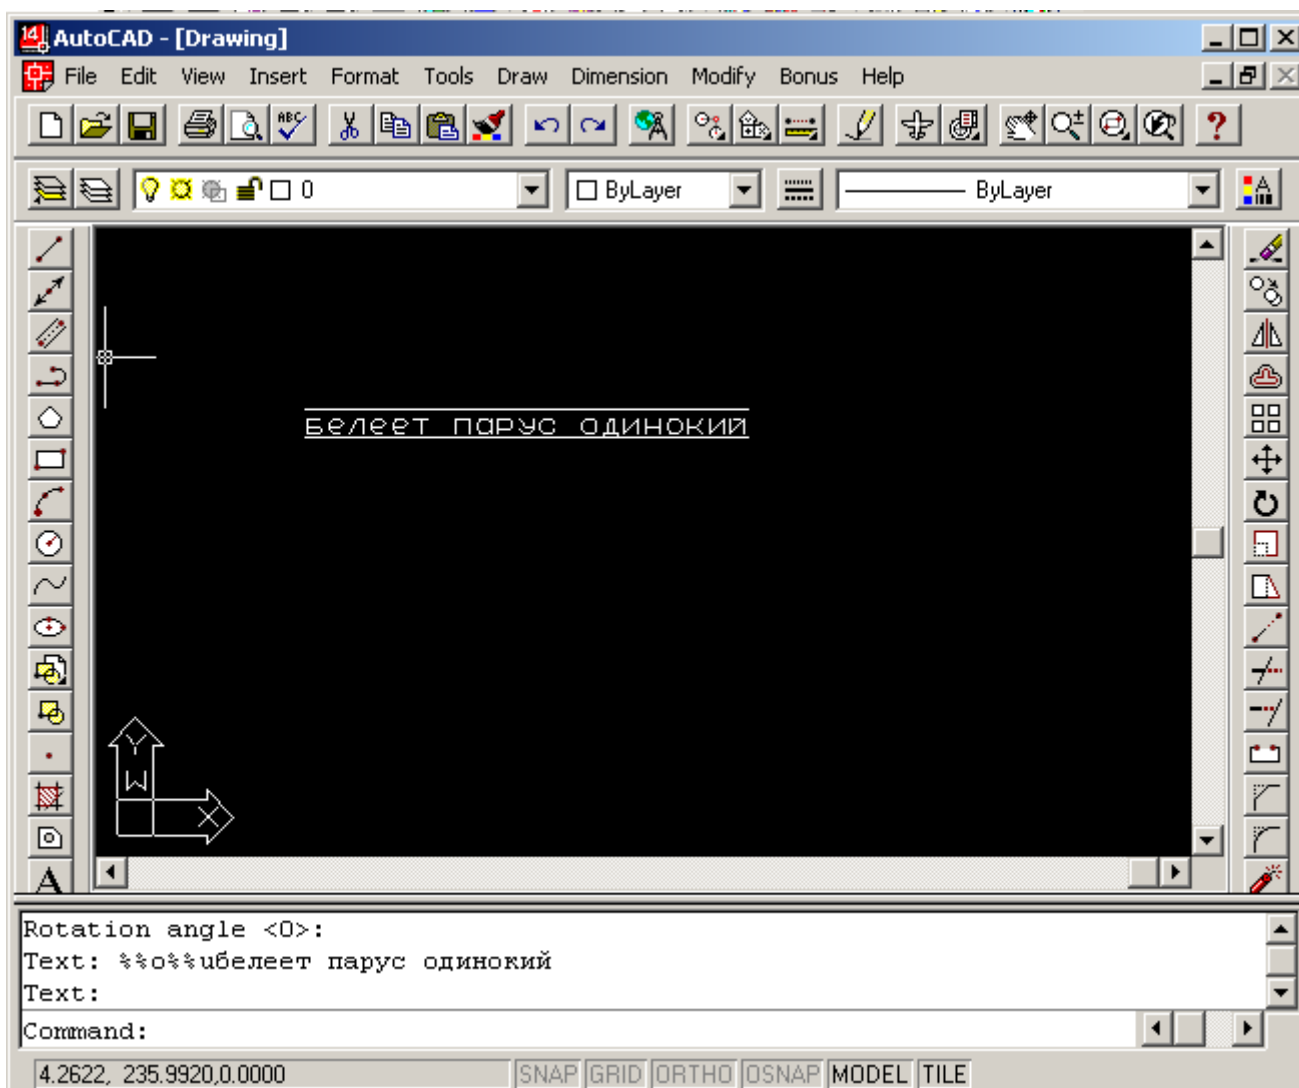 14 AutoCAD - [Drawing]
File Edit View Insert Format Tools Draw Dimension Modify Bonus Help
ABC ?
0 ByLayer ByLayer A
белеет парус одинокий
Y
W
X
A
Rotation angle <0>:
Text: %%o%%uбелеет парус одинокий
Text:
Command:
4.2622, 235.9920,0.0000 SNAP GRID ORTHO OSNAP MODEL TILE